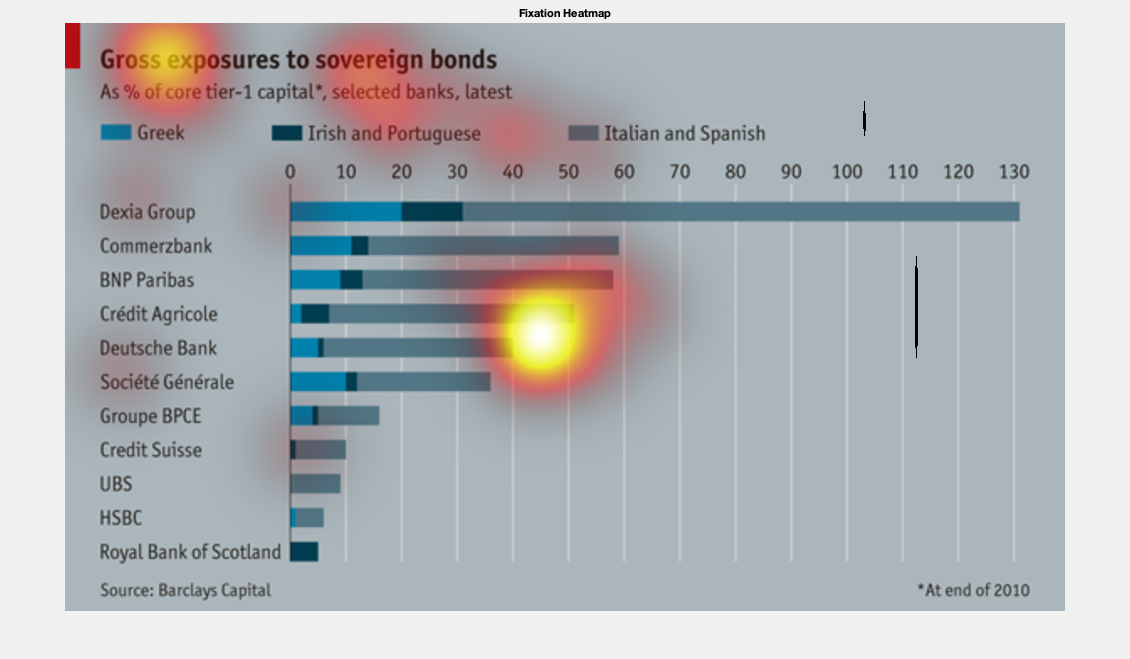 Fixation Heatmap
Gross exposures to sovereign bonds
As % of core tier-1 capital*, selected banks, latest
Greek Irish and Portuguese Italian and Spanish
0 10 20 30 40 50 60 70 80 90 100 110 120 130
Dexia Group
Commerzbank
BNP Paribas
Crédit Agricole
Deutsche Bank
Société Générale
Groupe BPCE
Credit Suisse
UBS
HSBC
Royal Bank of Scotland
Source: Barclays Capital *At end of 2010